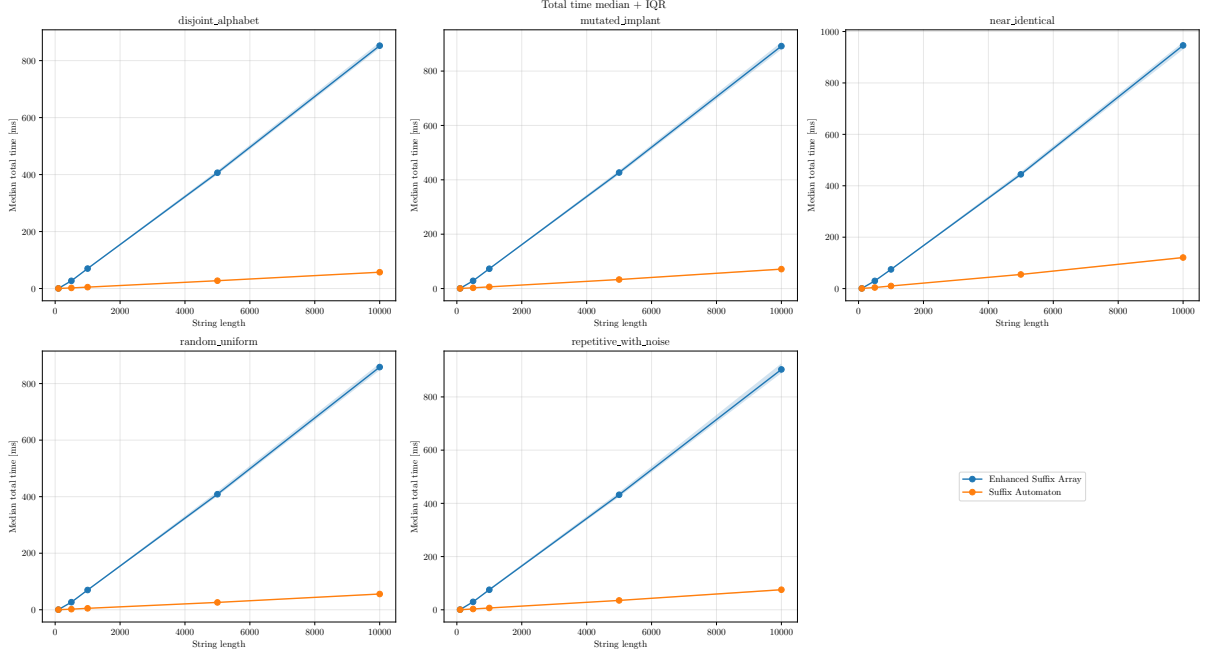 Total time median + IQR
disjoint_alphabet
Median total time [ms]
800
600
400
200
0
0 2000 4000 6000 8000 10000
String length
mutated_implant
Median total time [ms]
800
600
400
200
0
0 2000 4000 6000 8000 10000
String length
near_identical
Median total time [ms]
1000
800
600
400
200
0
0 2000 4000 6000 8000 10000
String length
random_uniform
Median total time [ms]
800
600
400
200
0
0 2000 4000 6000 8000 10000
String length
repetitive_with_noise
Median total time [ms]
800
600
400
200
0
0 2000 4000 6000 8000 10000
String length
Enhanced Suffix Array
Suffix Automaton